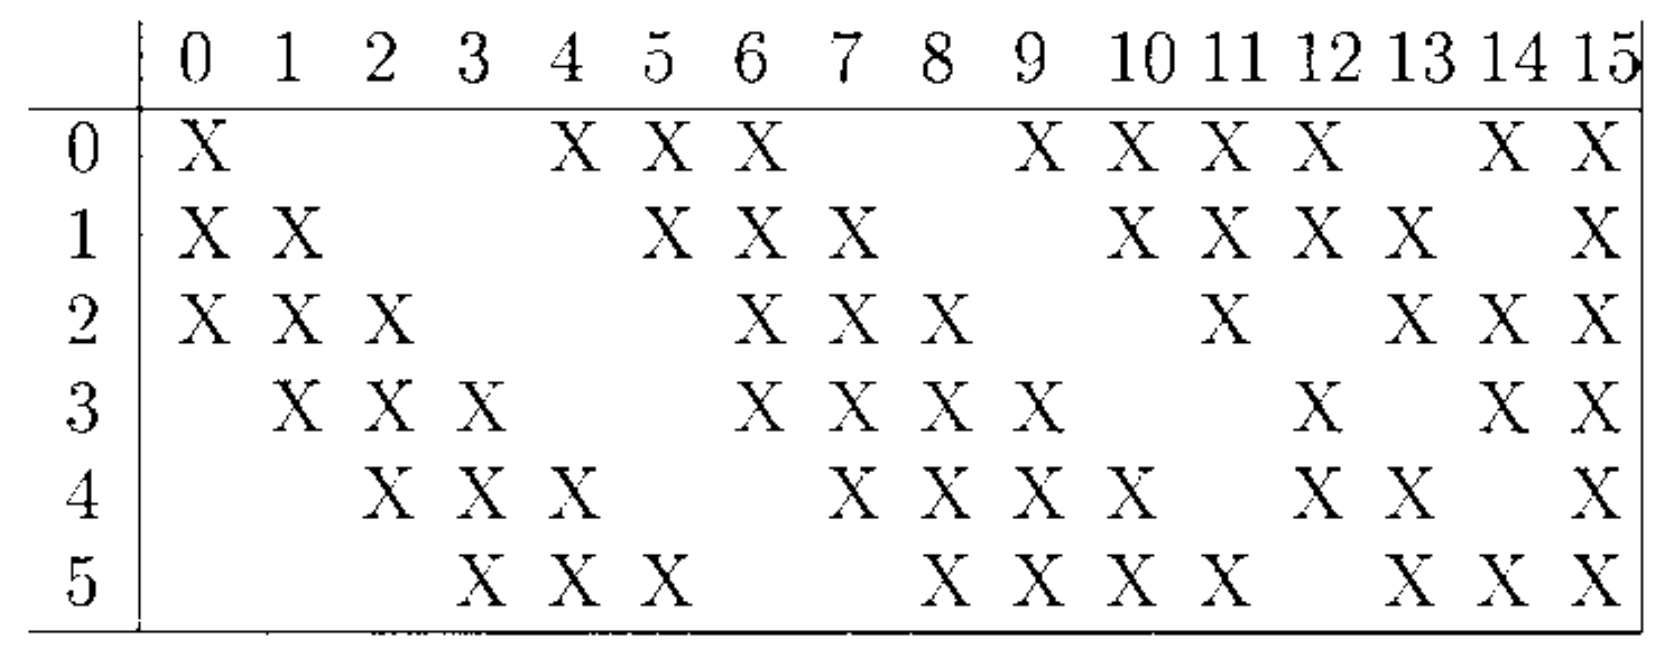 0 1 2 3 4 5 6 7 8 9 10 11 12 13 14 15
0 X X X X X X X X X X
1 X X X X X X X X X X
2 X X X X X X X X X X
3 X X X X X X X X X X
4 X X X X X X X X X X
5 X X X X X X X X X X